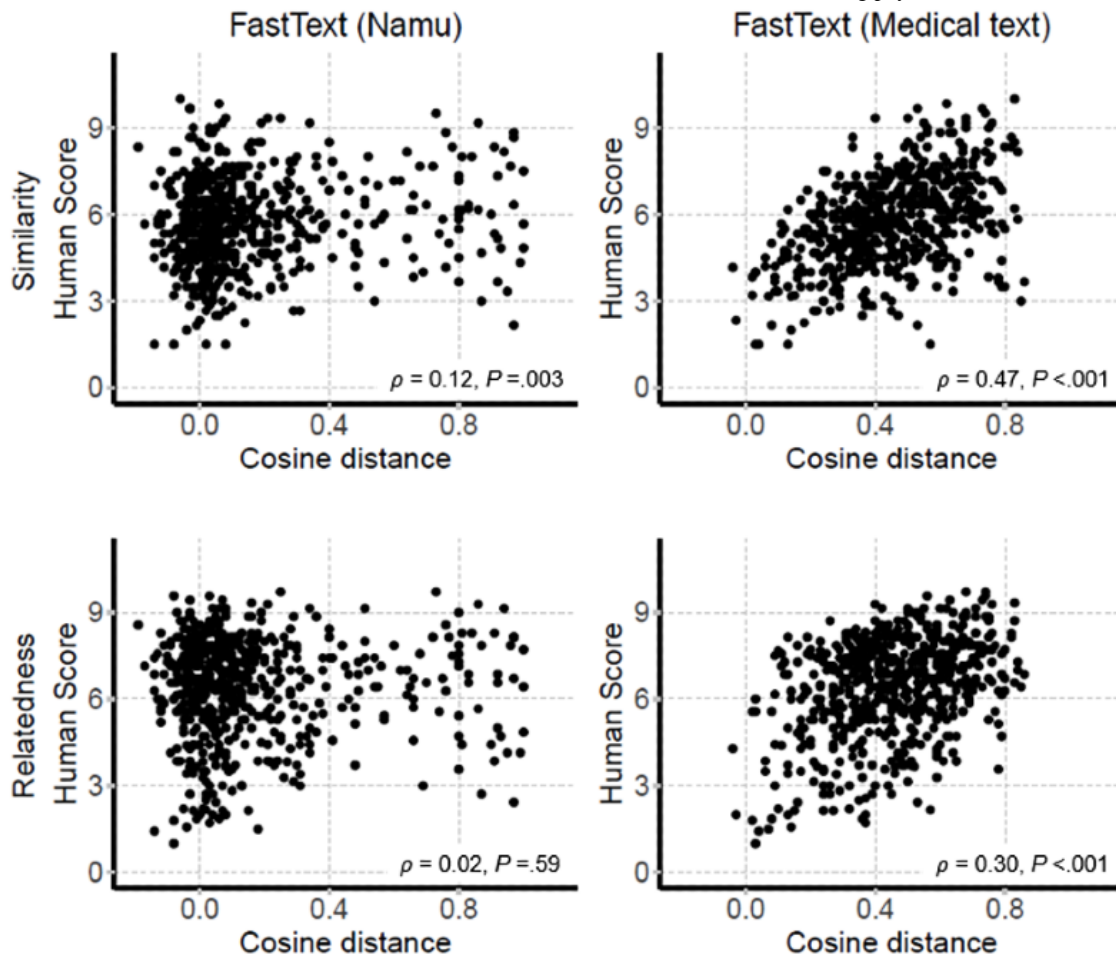 FastText (Namu)
FastText (Medical text)
Similarity
Human Score
9
6
3
0
ρ = 0.12, P =.003
0.0 0.4 0.8
Cosine distance
Human Score
9
6
3
0
ρ = 0.47, P <.001
0.0 0.4 0.8
Cosine distance
Relatedness
Human Score
9
6
3
0
ρ = 0.02, P =.59
0.0 0.4 0.8
Cosine distance
Human Score
9
6
3
0
ρ = 0.30, P <.001
0.0 0.4 0.8
Cosine distance